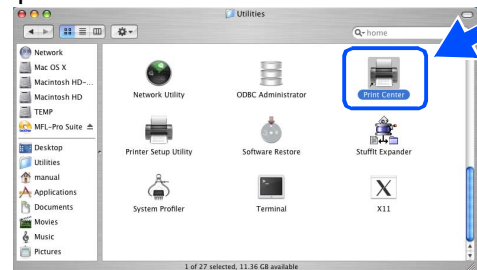 Utilities
home
Network
Mac OS X
Macintosh HD-...
Macintosh HD
TEMP
MFL-Pro Suite
Desktop
Utilities
manual
Applications
Documents
Movies
Music
Pictures
Network Utility
ODBC Administrator
Print Center
Printer Setup Utility
Software Restore
StuffIt Expander
System Profiler
Terminal
X11
1 of 27 selected, 11.36 GB available